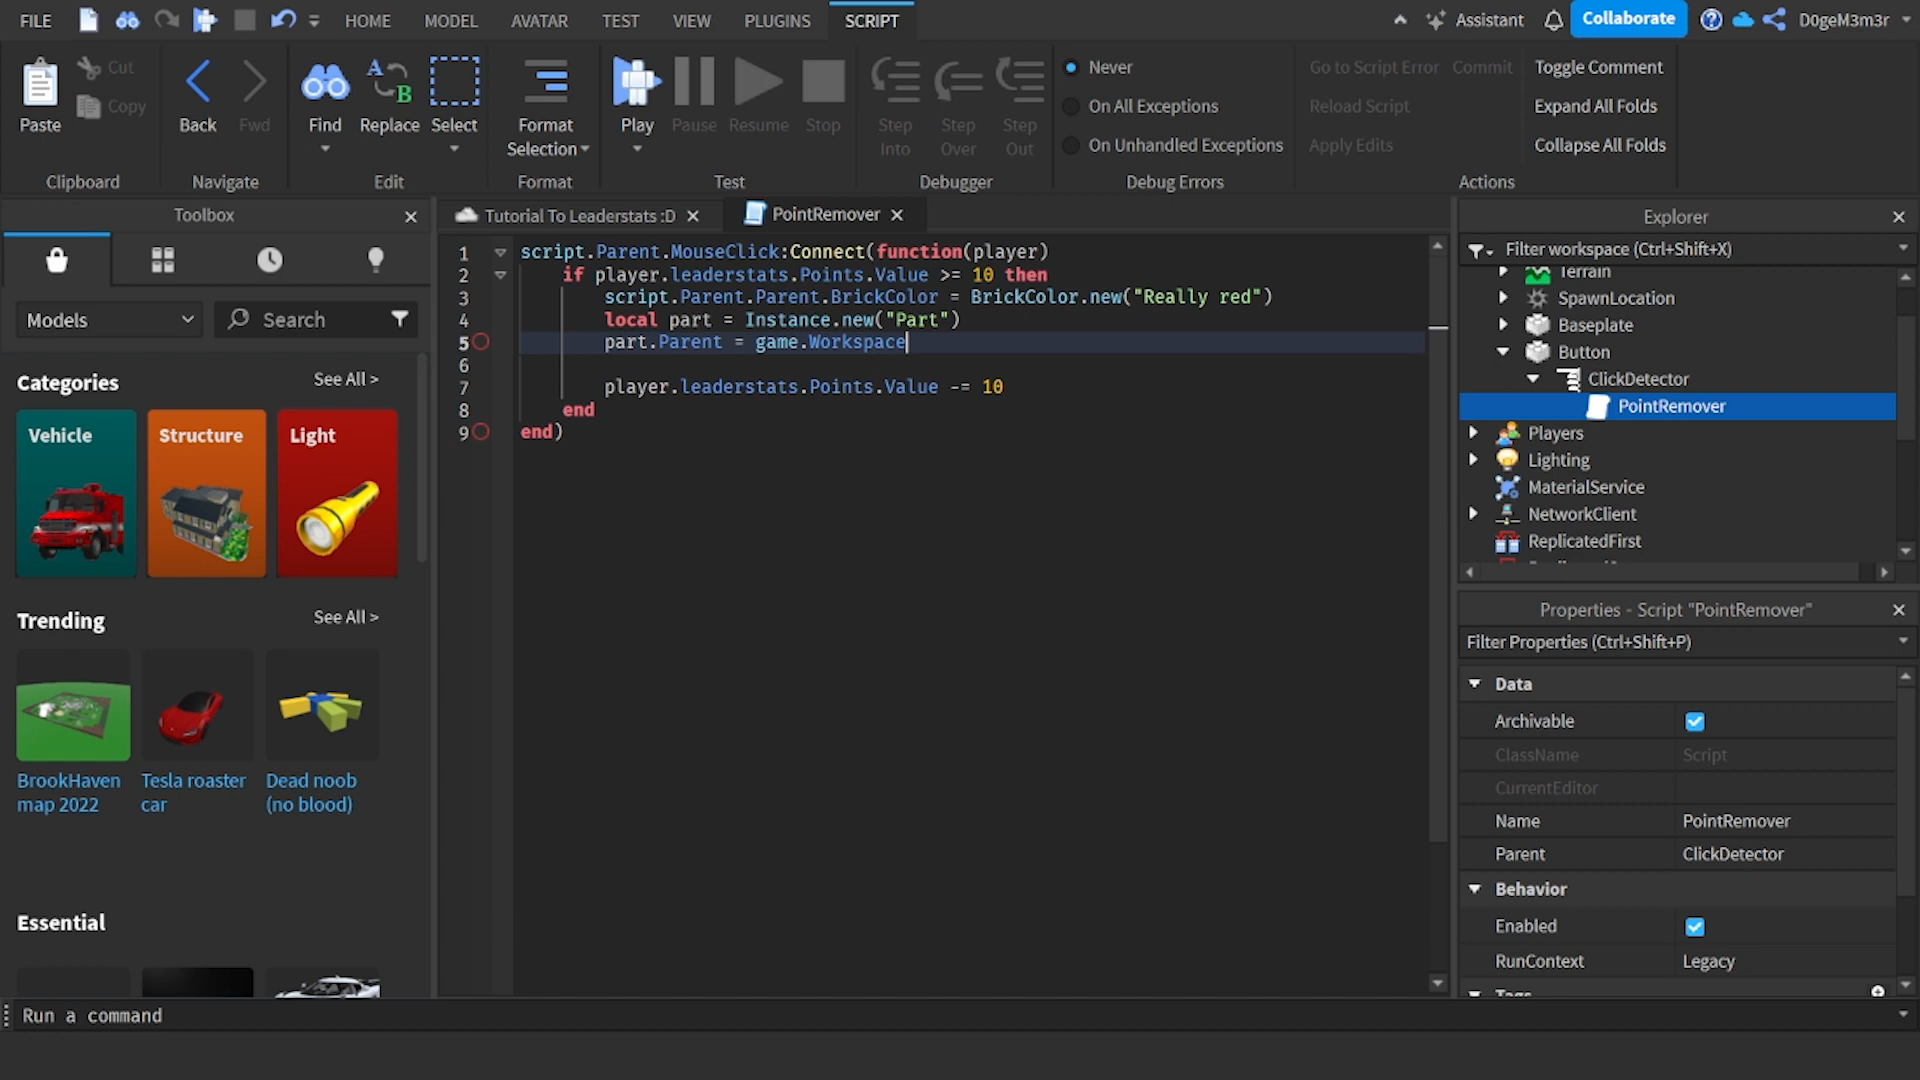 FILE HOME MODEL AVATAR TEST VIEW PLUGINS SCRIPT Assistant Collaborate D0geM3m3r
Paste Cut Copy Clipboard
Back Fwd Navigate
Find Replace Select Edit
Format Selection Format
Play Pause Resume Stop Test
Step Into Step Over Step Out Debugger
Never
On All Exceptions
On Unhandled Exceptions
Debug Errors
Go to Script Error Commit
Reload Script
Apply Edits
Toggle Comment
Expand All Folds
Collapse All Folds
Actions
Toolbox
Models Search
Categories See All >
Vehicle Structure Light
Trending See All >
BrookHaven map 2022
Tesla roaster car
Dead noob (no blood)
Essential
Tutorial To Leaderstats :D PointRemover
1 script.Parent.MouseClick:Connect(function(player)
2 if player.leaderstats.Points.Value >= 10 then
3 script.Parent.Parent.BrickColor = BrickColor.new("Really red")
4 local part = Instance.new("Part")
5 part.Parent = game.Workspace
6
7 player.leaderstats.Points.Value -= 10
8 end
9 end)
Explorer
Filter workspace (Ctrl+Shift+X)
Terrain
SpawnLocation
Baseplate
Button
ClickDetector
PointRemover
Players
Lighting
MaterialService
NetworkClient
ReplicatedFirst
Properties - Script "PointRemover"
Filter Properties (Ctrl+Shift+P)
Data
Archivable
ClassName Script
CurrentEditor
Name PointRemover
Parent ClickDetector
Behavior
Enabled
RunContext Legacy
Tags
Run a command